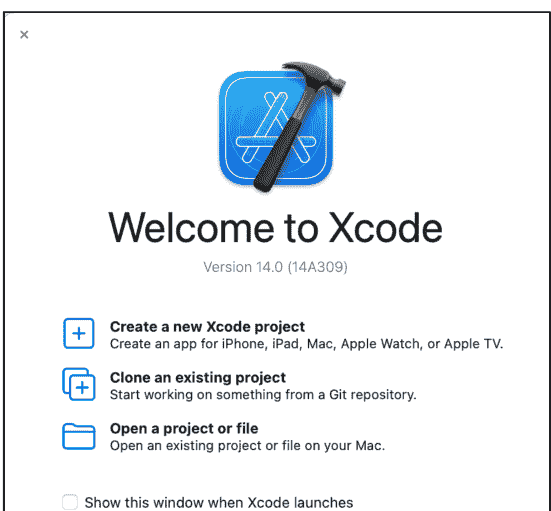 Welcome to Xcode
Version 14.0 (14A309)
Create a new Xcode project
Create an app for iPhone, iPad, Mac, Apple Watch, or Apple TV.
Clone an existing project
Start working on something from a Git repository.
Open a project or file
Open an existing project or file on your Mac.
Show this window when Xcode launches